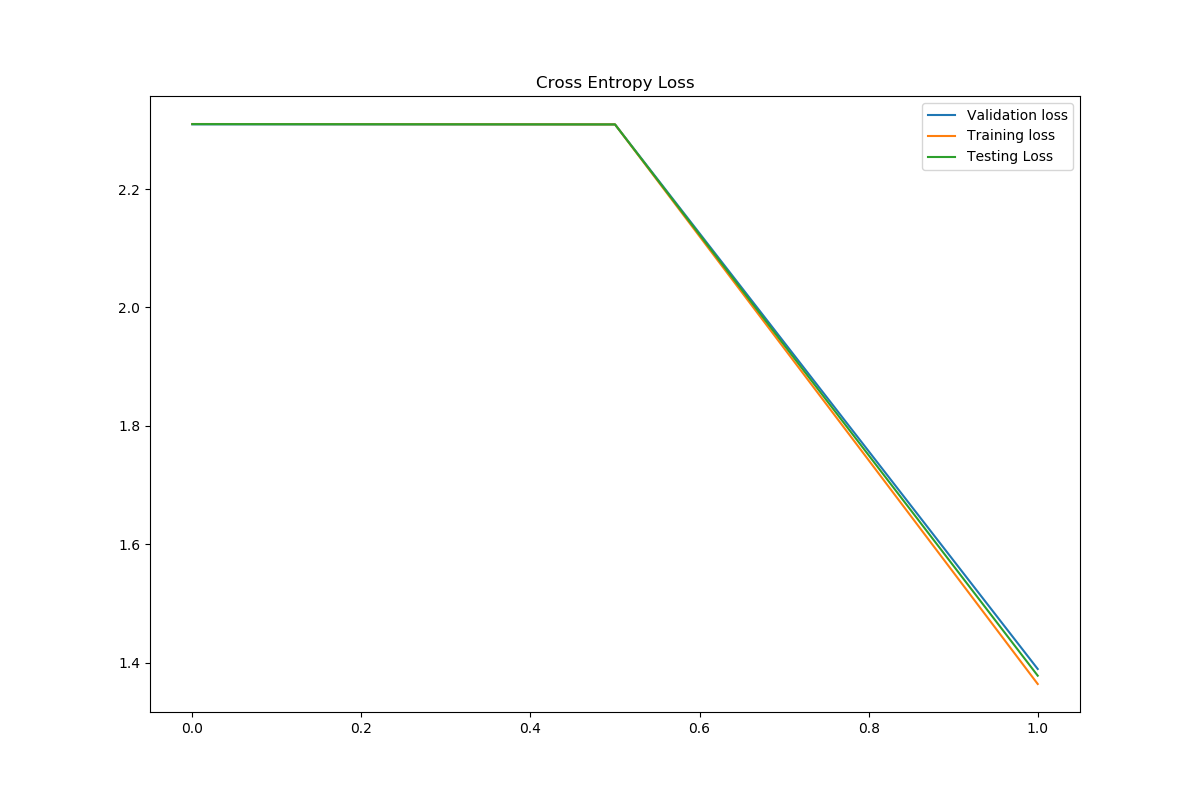 Cross Entropy Loss
Validation loss
Training loss
Testing Loss
2.2
2.0
1.8
1.6
1.4
0.0 0.2 0.4 0.6 0.8 1.0